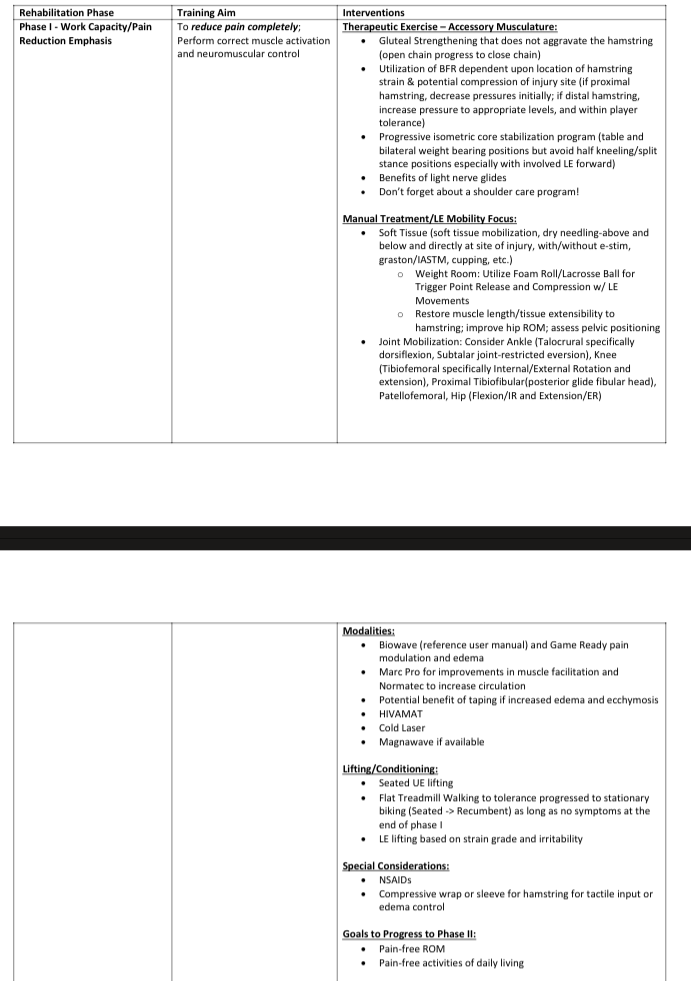 Rehabilitation Phase
Training Aim
Interventions
Phase I - Work Capacity/Pain
Reduction Emphasis
To reduce pain completely;
Perform correct muscle activation
and neuromuscular control
Therapeutic Exercise – Accessory Musculature:
• Gluteal Strengthening that does not aggravate the hamstring
(open chain progress to close chain)
• Utilization of BFR dependent upon location of hamstring
strain & potential compression of injury site (if proximal
hamstring, decrease pressures initially; if distal hamstring,
increase pressure to appropriate levels, and within player
tolerance)
• Progressive isometric core stabilization program (table and
bilateral weight bearing positions but avoid half kneeling/split
stance positions especially with involved LE forward)
• Benefits of light nerve glides
• Don't forget about a shoulder care program!
Manual Treatment/LE Mobility Focus:
• Soft Tissue (soft tissue mobilization, dry needling-above and
below and directly at site of injury, with/without e-stim,
graston/IASTM, cupping, etc.)
o Weight Room: Utilize Foam Roll/Lacrosse Ball for
Trigger Point Release and Compression w/ LE
Movements
o Restore muscle length/tissue extensibility to
hamstring; improve hip ROM; assess pelvic positioning
• Joint Mobilization: Consider Ankle (Talocrural specifically
dorsiflexion, Subtalar joint-restricted eversion), Knee
(Tibiofemoral specifically Internal/External Rotation and
extension), Proximal Tibiofibular(posterior glide fibular head),
Patellofemoral, Hip (Flexion/IR and Extension/ER)
Modalities:
• Biowave (reference user manual) and Game Ready pain
modulation and edema
• Marc Pro for improvements in muscle facilitation and
Normatec to increase circulation
• Potential benefit of taping if increased edema and ecchymosis
• HIVAMAT
• Cold Laser
• Magnawave if available
Lifting/Conditioning:
• Seated UE lifting
• Flat Treadmill Walking to tolerance progressed to stationary
biking (Seated -> Recumbent) as long as no symptoms at the
end of phase I
• LE lifting based on strain grade and irritability
Special Considerations:
• NSAIDs
• Compressive wrap or sleeve for hamstring for tactile input or
edema control
Goals to Progress to Phase II:
• Pain-free ROM
• Pain-free activities of daily living